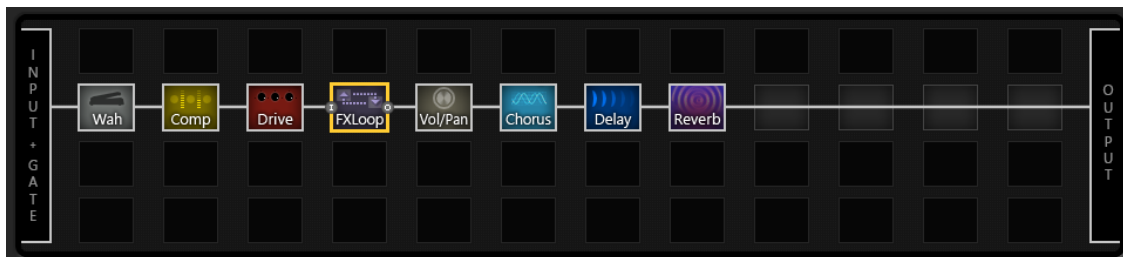 INPUT + GATE
Wah
Comp
Drive
I
FXLoop
O
Vol/Pan
Chorus
Delay
Reverb
OUTPUT